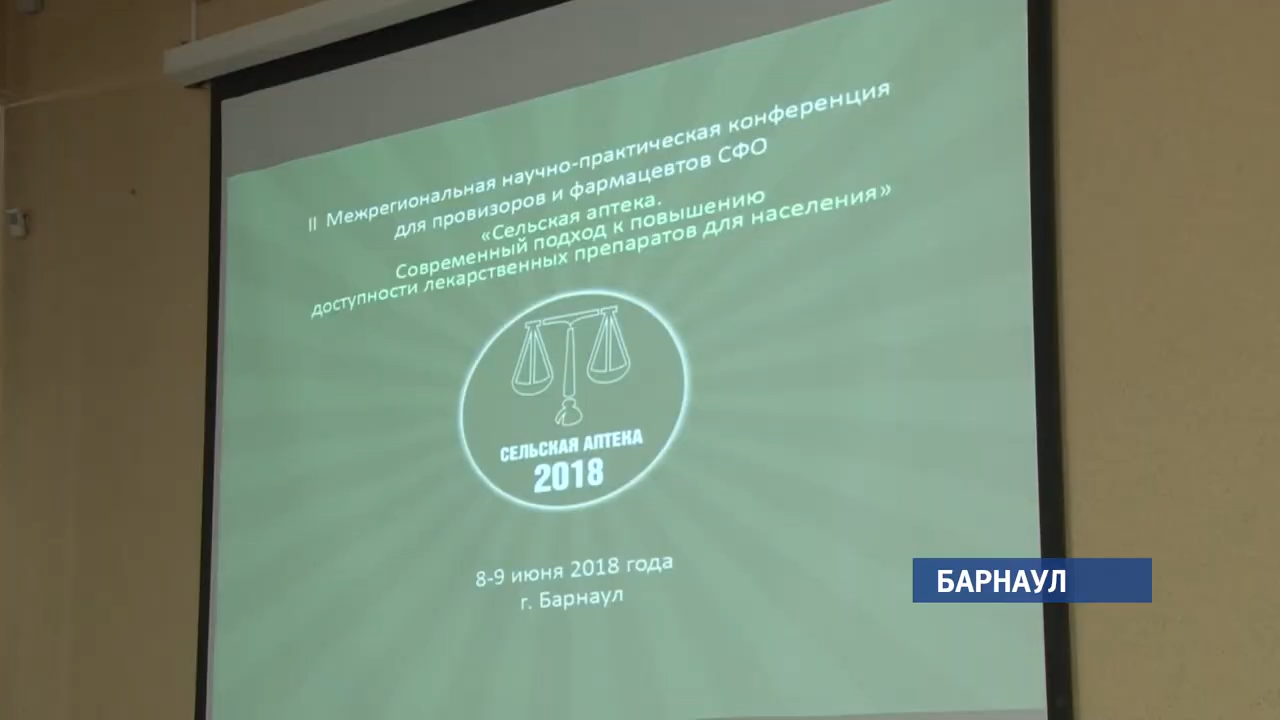 II Межрегиональная научно-практическая конференция
для провизоров и фармацевтов СФО
«Сельская аптека.
Современный подход к повышению
доступности лекарственных препаратов для населения»
СЕЛЬСКАЯ АПТЕКА
2018
8-9 июня 2018 года
г. Барнаул
БАРНАУЛ